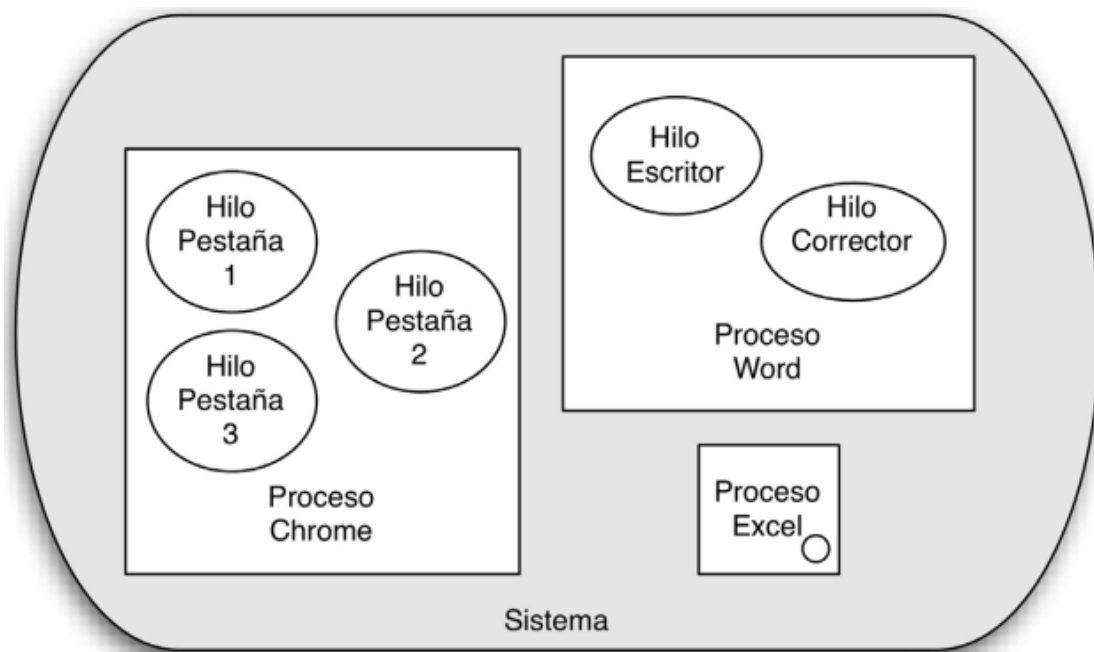 Hilo
Pestaña
1
Hilo
Pestaña
2
Hilo
Pestaña
3
Proceso
Chrome
Hilo
Escritor
Hilo
Corrector
Proceso
Word
Proceso
Excel
Sistema